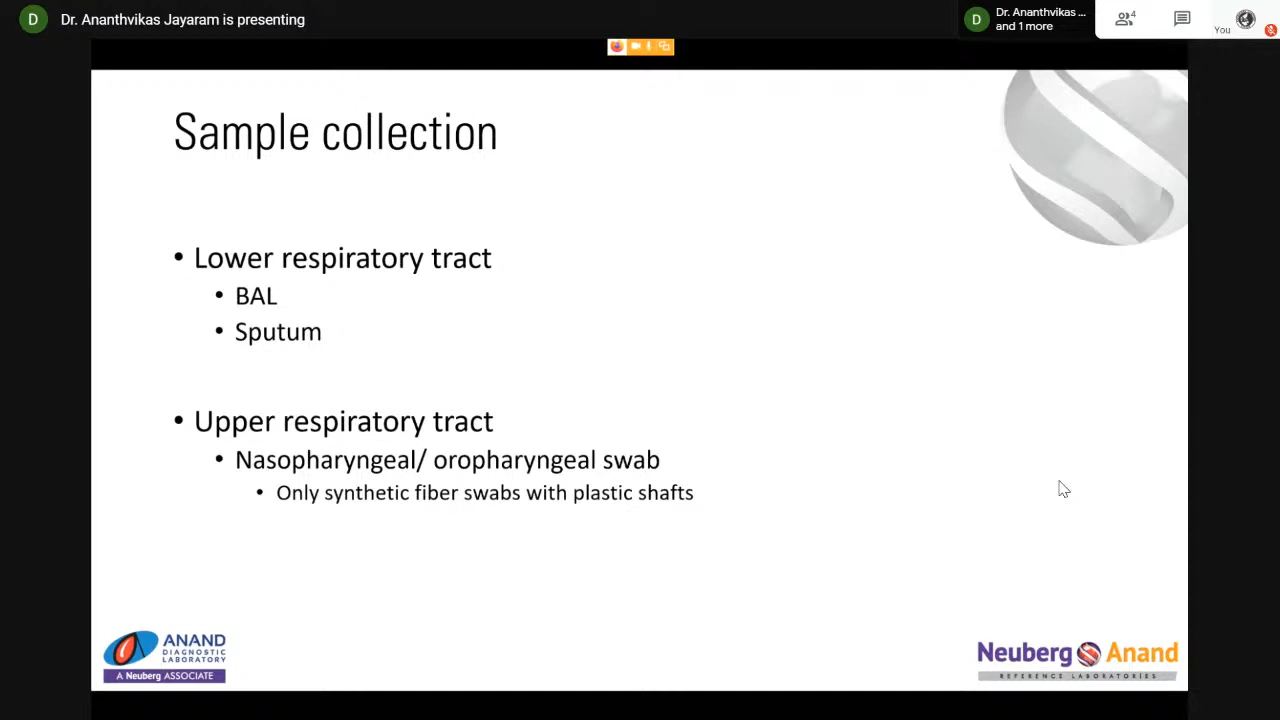 D Dr. Ananthvikas Jayaram is presenting
D Dr. Ananthvikas ...
and 1 more
4
You
Sample collection
• Lower respiratory tract
• BAL
• Sputum
• Upper respiratory tract
• Nasopharyngeal/ oropharyngeal swab
• Only synthetic fiber swabs with plastic shafts
ANAND
DIAGNOSTIC
LABORATORY
A Neuberg ASSOCIATE
Neuberg Anand
REFERENCE LABORATORIES